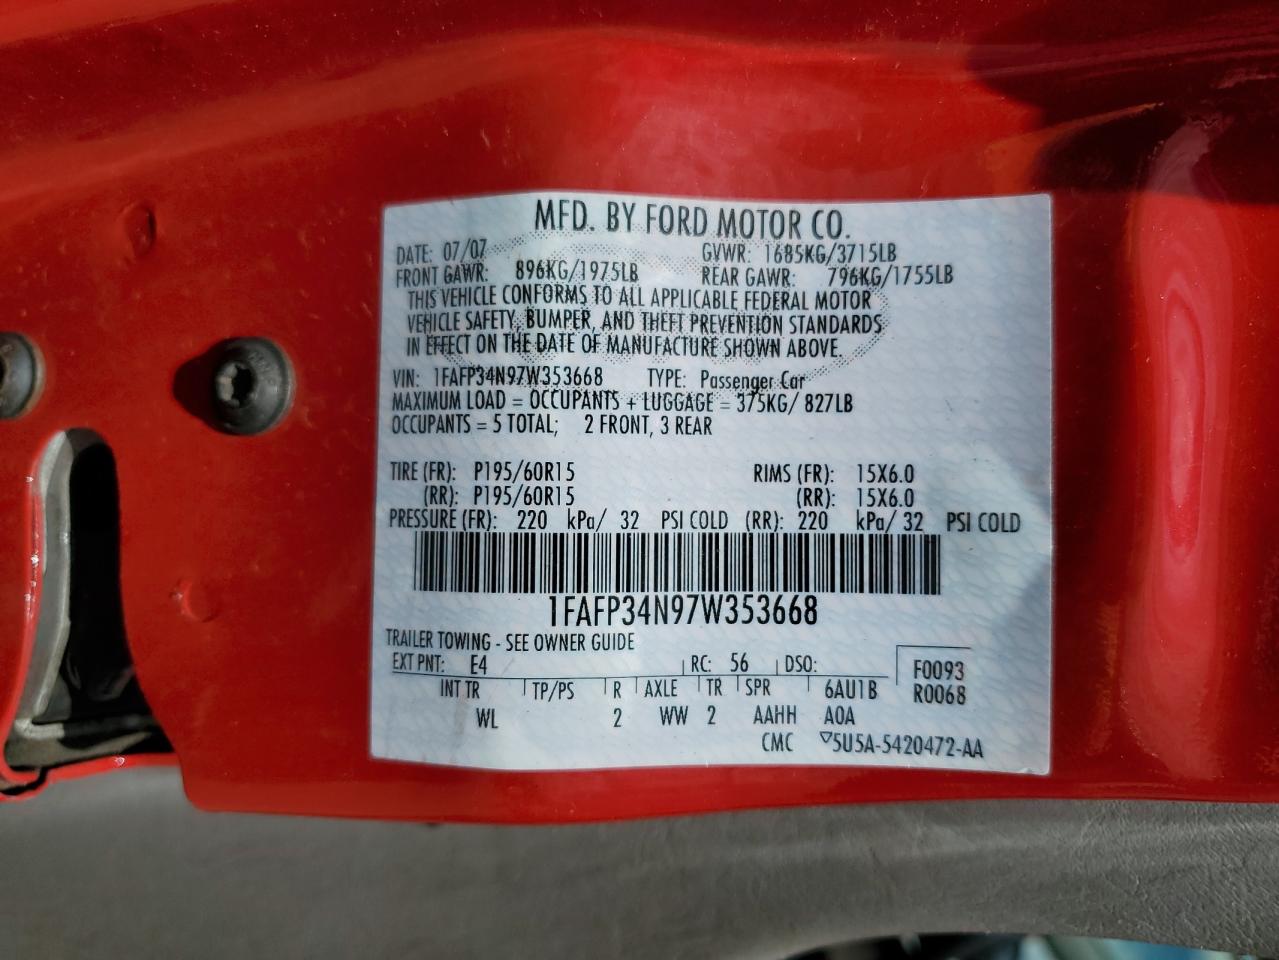 MFD. BY FORD MOTOR CO.
DATE: 07/07 GVWR: 1685KG/3715LB
FRONT GAWR: 896KG/1975LB REAR GAWR: 796KG/1755LB
THIS VEHICLE CONFORMS TO ALL APPLICABLE FEDERAL MOTOR
VEHICLE SAFETY, BUMPER, AND THEFT PREVENTION STANDARDS
IN EFFECT ON THE DATE OF MANUFACTURE SHOWN ABOVE.
VIN: 1FAFP34N97W353668 TYPE: Passenger Car
MAXIMUM LOAD = OCCUPANTS + LUGGAGE = 375KG/ 827LB
OCCUPANTS = 5 TOTAL; 2 FRONT, 3 REAR
TIRE (FR): P195/60R15 RIMS (FR): 15X6.0
(RR): P195/60R15 (RR): 15X6.0
PRESSURE (FR): 220 kPa/ 32 PSI COLD (RR): 220 kPa/ 32 PSI COLD
1FAFP34N97W353668
TRAILER TOWING - SEE OWNER GUIDE
EXT PNT: E4 RC: 56 DSO: F0093
INT TR TP/PS R AXLE TR SPR 6AU1B R0068
WL 2 WW 2 AAHH A0A
CMC ▽5U5A-5420472-AA